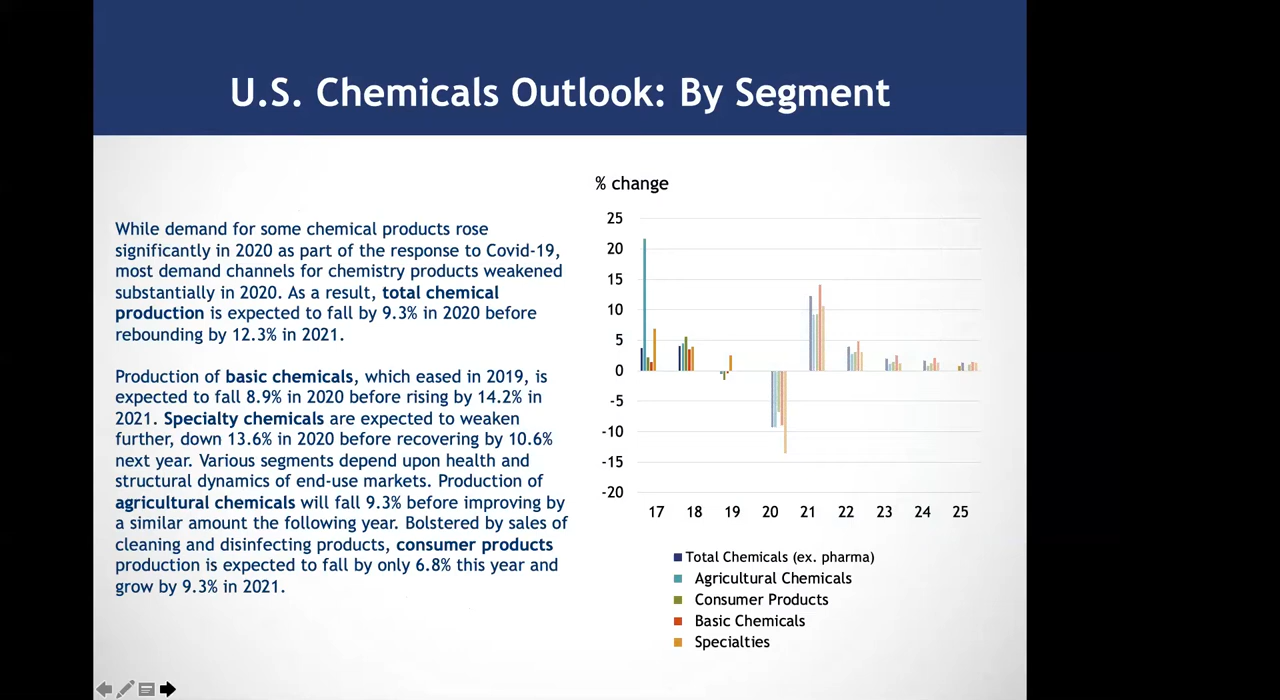 U.S. Chemicals Outlook: By Segment
While demand for some chemical products rose
significantly in 2020 as part of the response to Covid-19,
most demand channels for chemistry products weakened
substantially in 2020. As a result, total chemical
production is expected to fall by 9.3% in 2020 before
rebounding by 12.3% in 2021.
Production of basic chemicals, which eased in 2019, is
expected to fall 8.9% in 2020 before rising by 14.2% in
2021. Specialty chemicals are expected to weaken
further, down 13.6% in 2020 before recovering by 10.6%
next year. Various segments depend upon health and
structural dynamics of end-use markets. Production of
agricultural chemicals will fall 9.3% before improving by
a similar amount the following year. Bolstered by sales of
cleaning and disinfecting products, consumer products
production is expected to fall by only 6.8% this year and
grow by 9.3% in 2021.
% change
25
20
15
10
5
0
-5
-10
-15
-20
17 18 19 20 21 22 23 24 25
Total Chemicals (ex. pharma)
Agricultural Chemicals
Consumer Products
Basic Chemicals
Specialties